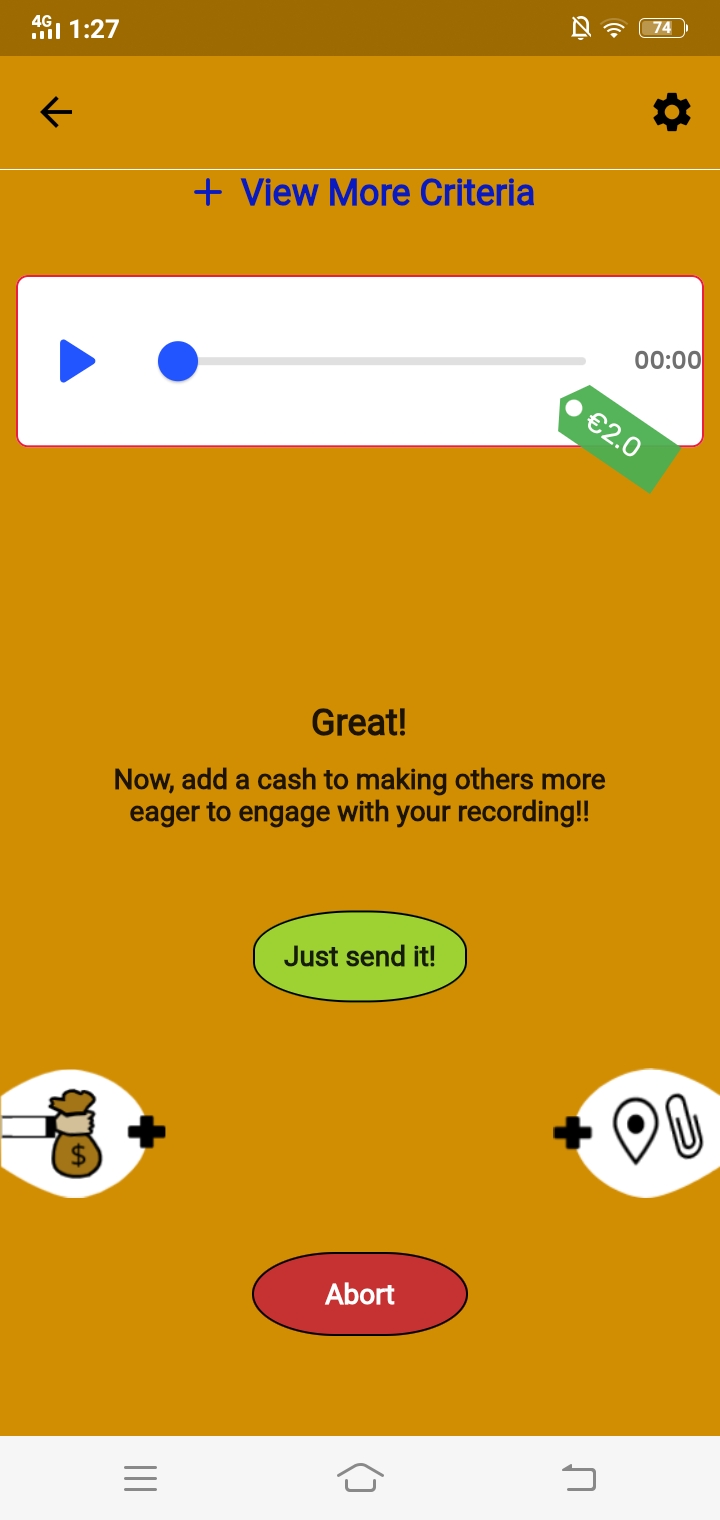 4G 1:27 74
+ View More Criteria
00:00
€2.0
Great!
Now, add a cash to making others more
eager to engage with your recording!!
Just send it!
$
Abort